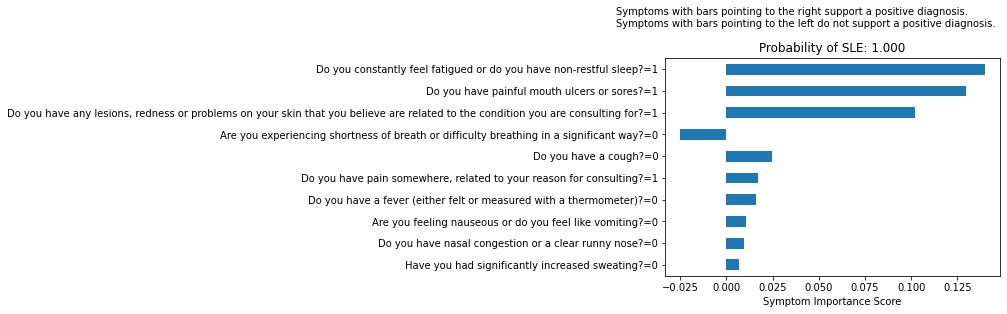 Symptoms with bars pointing to the right support a positive diagnosis.
Symptoms with bars pointing to the left do not support a positive diagnosis.
Probability of SLE: 1.000
Do you constantly feel fatigued or do you have non-restful sleep?=1
Do you have painful mouth ulcers or sores?=1
Do you have any lesions, redness or problems on your skin that you believe are related to the condition you are consulting for?=1
Are you experiencing shortness of breath or difficulty breathing in a significant way?=0
Do you have a cough?=0
Do you have pain somewhere, related to your reason for consulting?=1
Do you have a fever (either felt or measured with a thermometer)?=0
Are you feeling nauseous or do you feel like vomiting?=0
Do you have nasal congestion or a clear runny nose?=0
Have you had significantly increased sweating?=0
−0.025 0.000 0.025 0.050 0.075 0.100 0.125
Symptom Importance Score